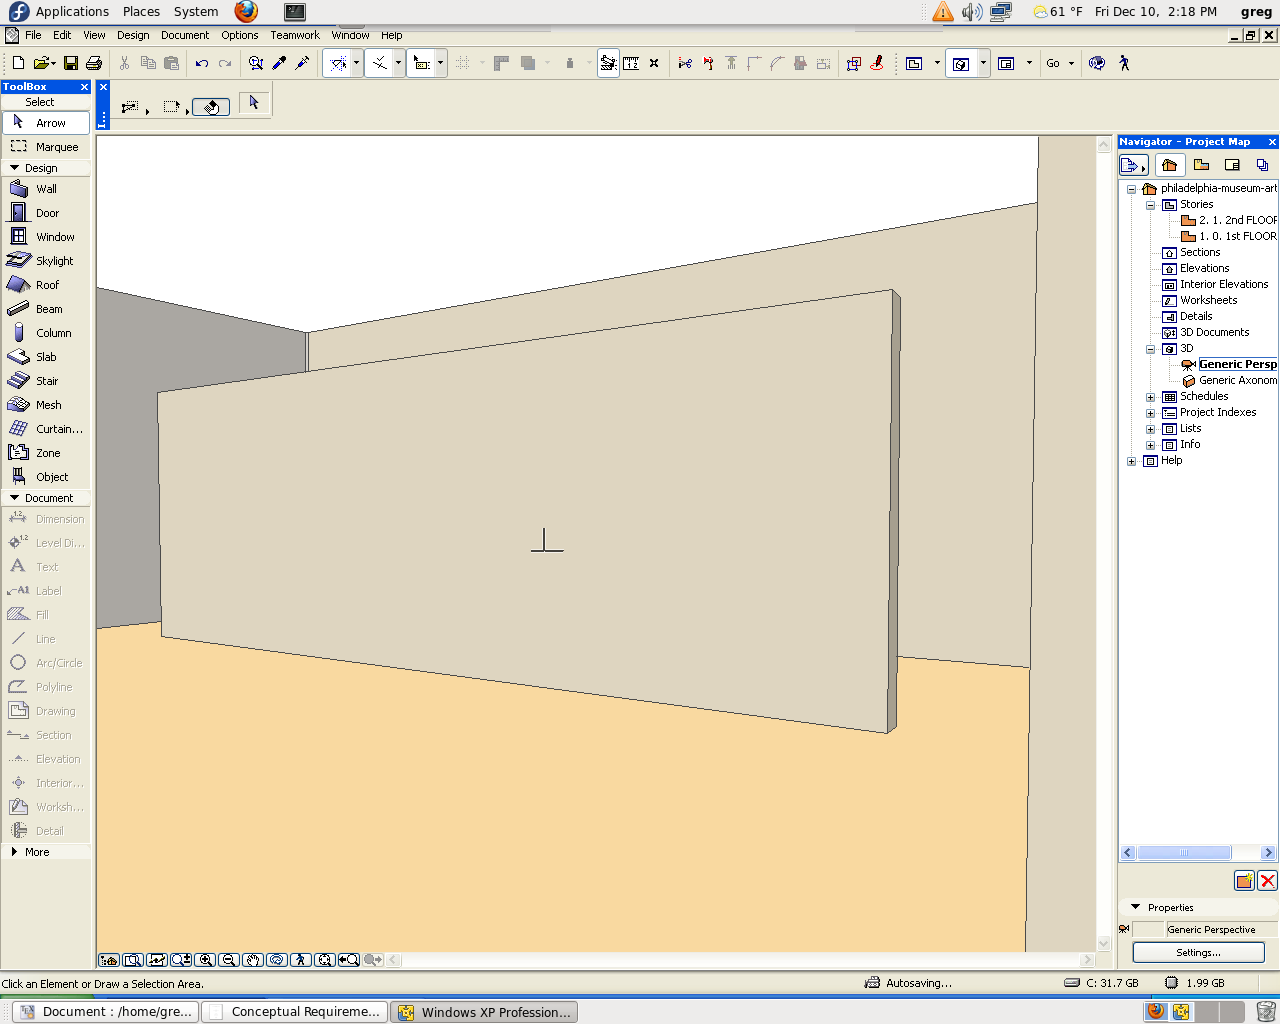 Applications Places System 61 °F Fri Dec 10, 2:18 PM greg
File Edit View Design Document Options Teamwork Window Help
Go
ToolBox
Select
Arrow
Marquee
Design
Wall
Door
Window
Skylight
Roof
Beam
Column
Slab
Stair
Mesh
Curtain...
Zone
Object
Document
Dimension
Level Di...
Text
Label
Fill
Line
Arc/Circle
Polyline
Drawing
Section
Elevation
Interior...
Worksh...
Detail
More
Navigator - Project Map
philadelphia-museum-art
Stories
2. 1. 2nd FLOOR
1. 0. 1st FLOOR
Sections
Elevations
Interior Elevations
Worksheets
Details
3D Documents
3D
Generic Persp
Generic Axonom
Schedules
Project Indexes
Lists
Info
Help
Properties
Generic Perspective
Settings...
Click an Element or Draw a Selection Area.
Autosaving...
C: 31.7 GB
1.99 GB
Document : /home/gre...
Conceptual Requireme...
Windows XP Profession...